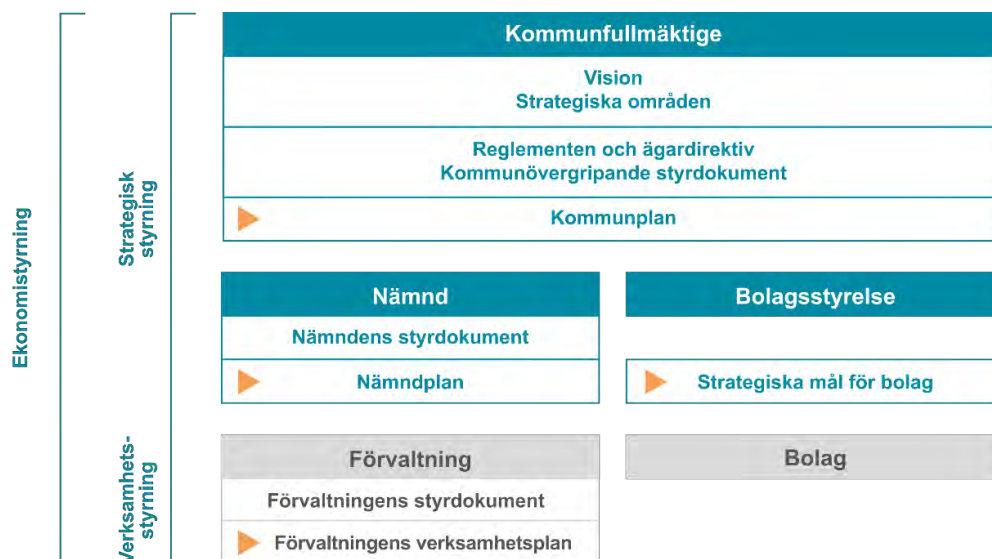 Ekonomistyrning
Strategisk
styrning
Verksamhets-
styrning
Kommunfullmäktige
Vision
Strategiska områden
Reglementen och ägardirektiv
Kommunövergripande styrdokument
Kommunplan
Nämnd
Nämndens styrdokument
Nämndplan
Bolagsstyrelse
Strategiska mål för bolag
Förvaltning
Förvaltningens styrdokument
Förvaltningens verksamhetsplan
Bolag